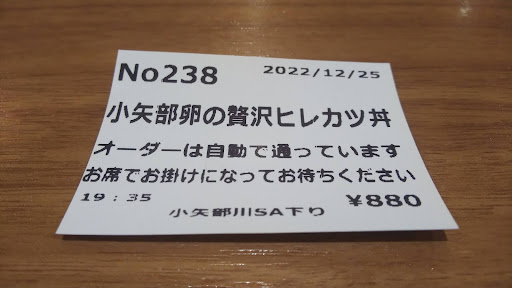 No238 2022/12/25
小矢部卵の贅沢ヒレカツ丼
オーダーは自動で通っています
お席でお掛けになってお待ちください
19：35 ¥880
小矢部川SA下り